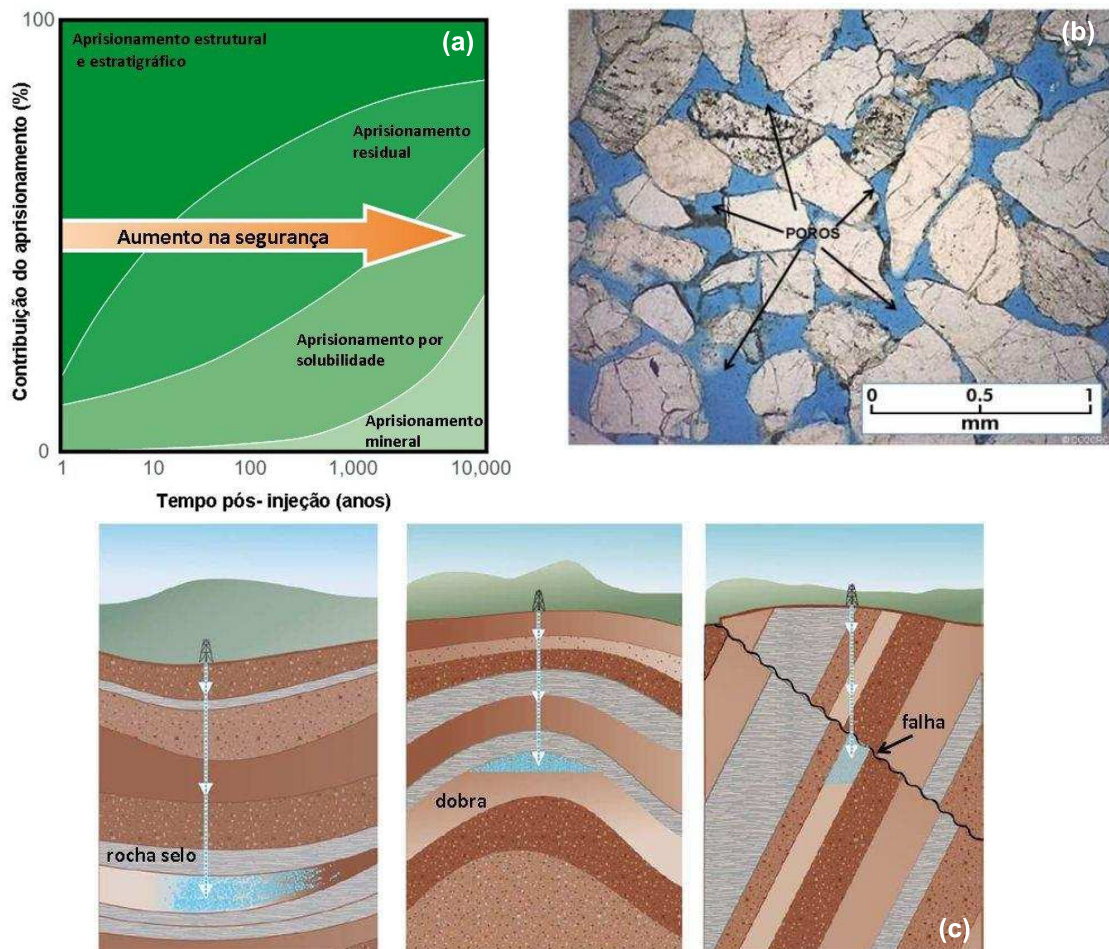 100
Aprisionamento estrutural
e estratigráfico
(a)
Aprisionamento
residual
Aumento na segurança
Aprisionamento por
solubilidade
Aprisionamento
mineral
0
Contribuição do aprisionamento (%)
1
10
100
1,000
10,000
Tempo pós- injeção (anos)
(b)
POROS
0
0.5
1
mm
rocha selo
dobra
falha
(c)